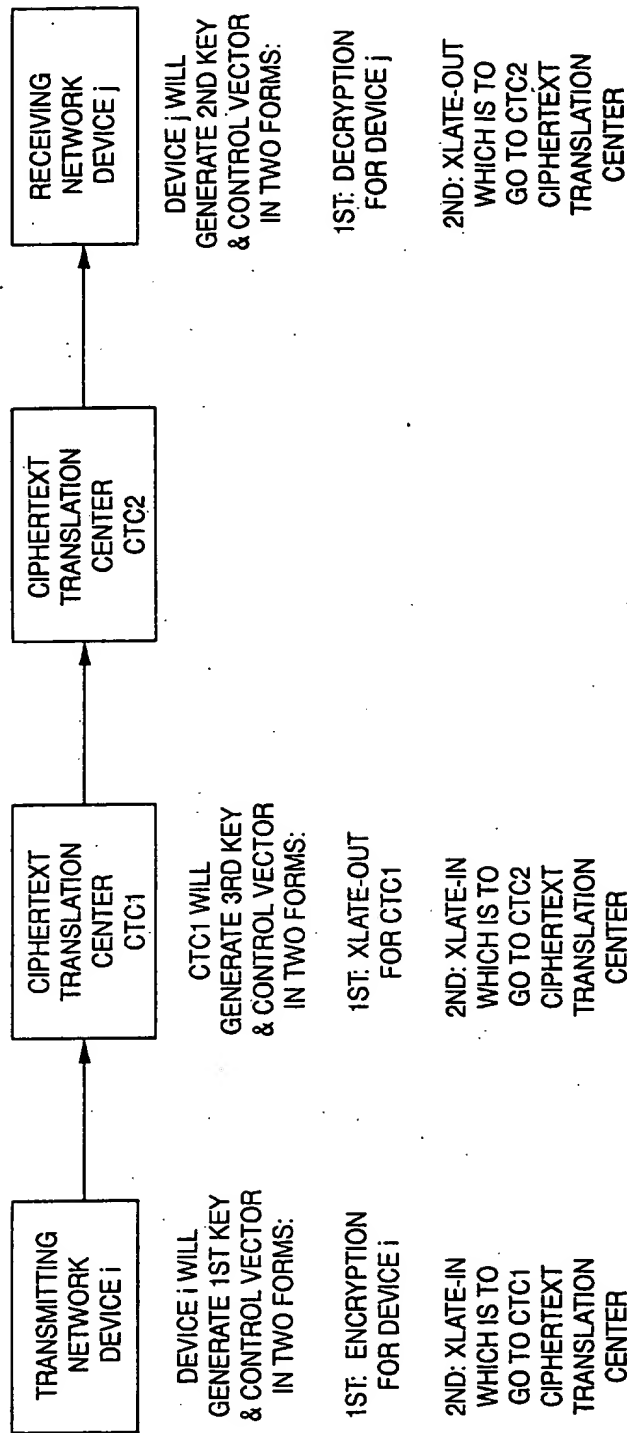 TRANSMITTING
NETWORK
DEVICE i
DEVICE i WILL
GENERATE 1ST KEY
& CONTROL VECTOR
IN TWO FORMS:
1ST: ENCRYPTION
FOR DEVICE i
2ND: XLATE-IN
WHICH IS TO
GO TO CTC1
CIPHERTEXT
TRANSLATION
CENTER
CIPHERTEXT
TRANSLATION
CENTER
CTC1
CTC1 WILL
GENERATE 3RD KEY
& CONTROL VECTOR
IN TWO FORMS:
1ST: XLATE-OUT
FOR CTC1
2ND: XLATE-IN
WHICH IS TO
GO TO CTC2
CIPHERTEXT
TRANSLATION
CENTER
CIPHERTEXT
TRANSLATION
CENTER
CTC2
RECEIVING
NETWORK
DEVICE j
DEVICE j WILL
GENERATE 2ND KEY
& CONTROL VECTOR
IN TWO FORMS:
1ST: DECRYPTION
FOR DEVICE j
2ND: XLATE-OUT
WHICH IS TO
GO TO CTC2
CIPHERTEXT
TRANSLATION
CENTER